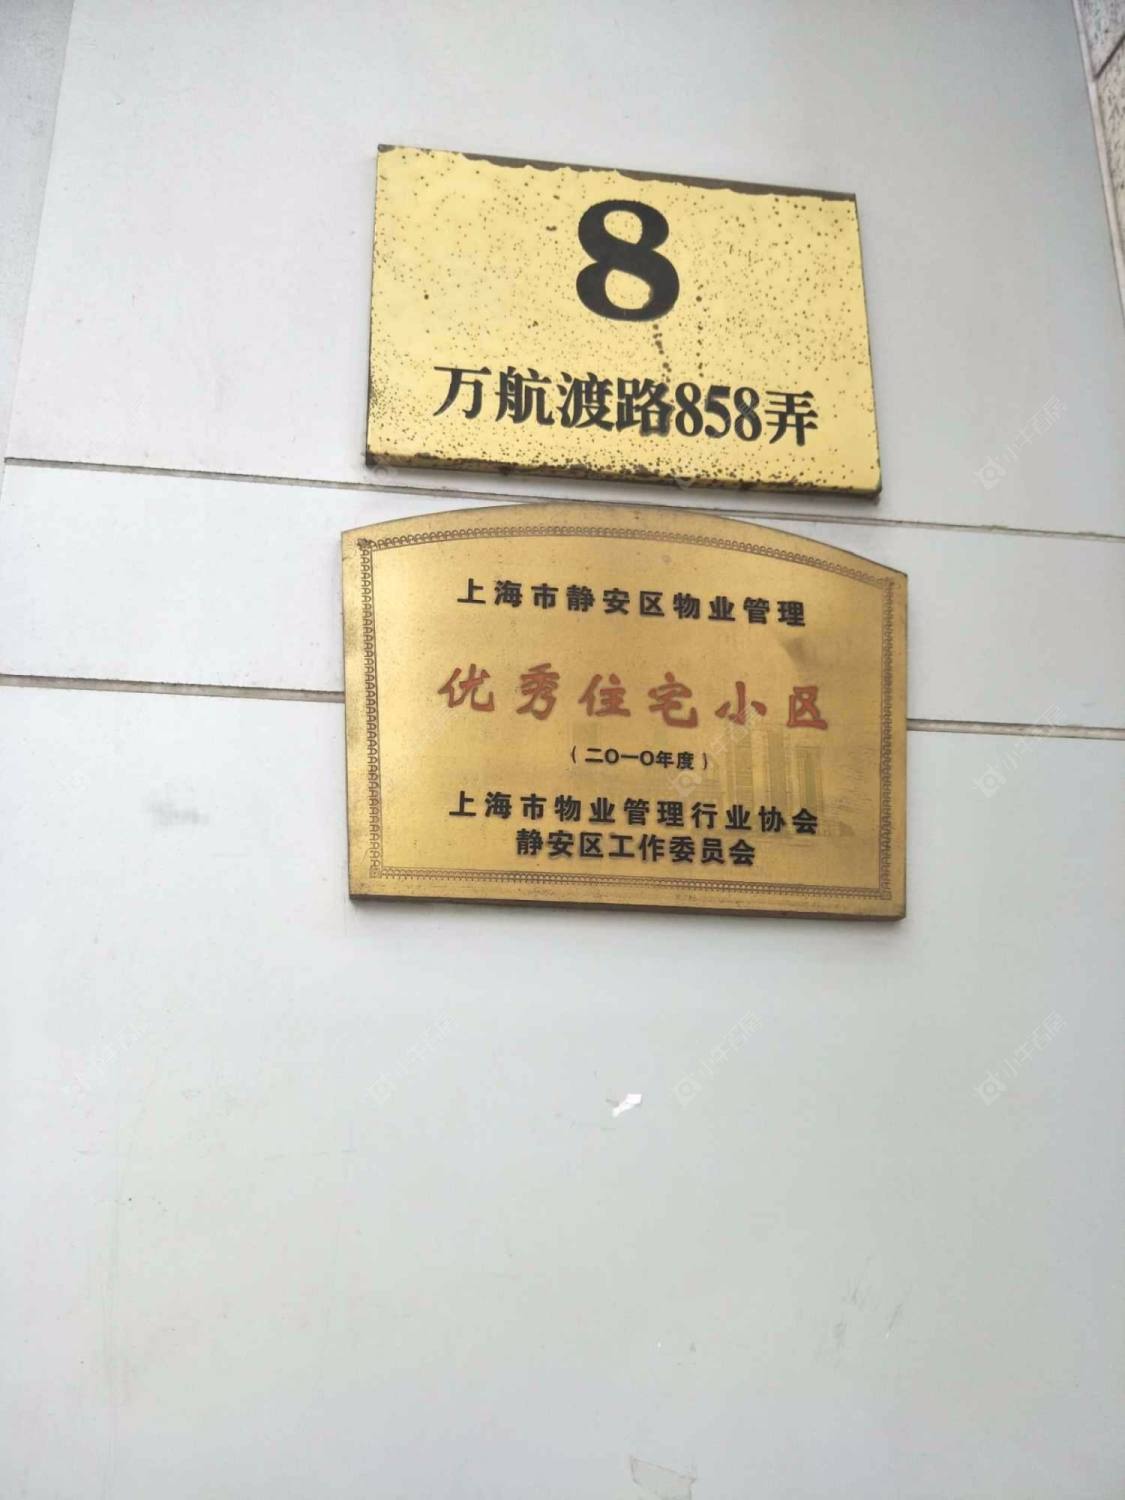 8
万航渡路858弄
上海市静安区物业管理
优秀住宅小区
（二〇一〇年度）
上海市物业管理行业协会
静安区工作委员会